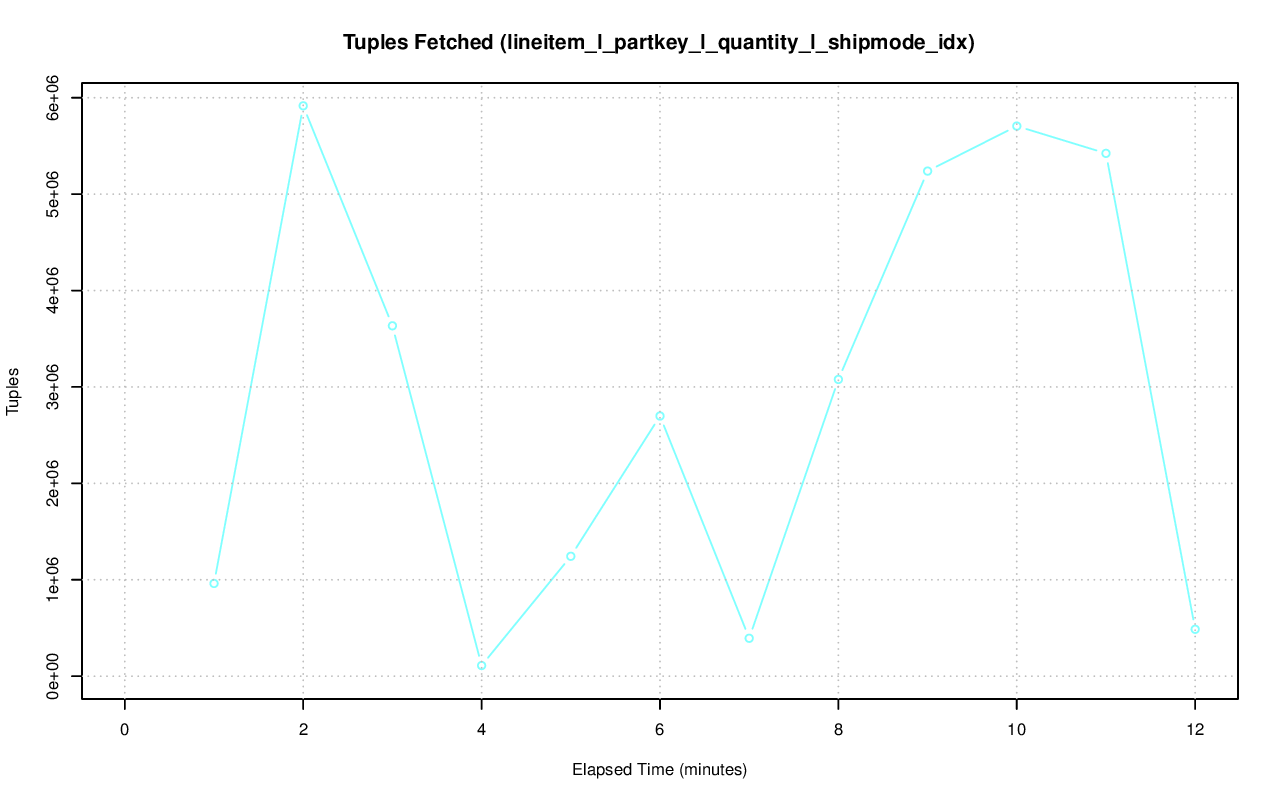 Tuples Fetched (lineitem_l_partkey_l_quantity_l_shipmode_idx)
Tuples
6e+06
5e+06
4e+06
3e+06
2e+06
1e+06
0e+00
0 2 4 6 8 10 12
Elapsed Time (minutes)